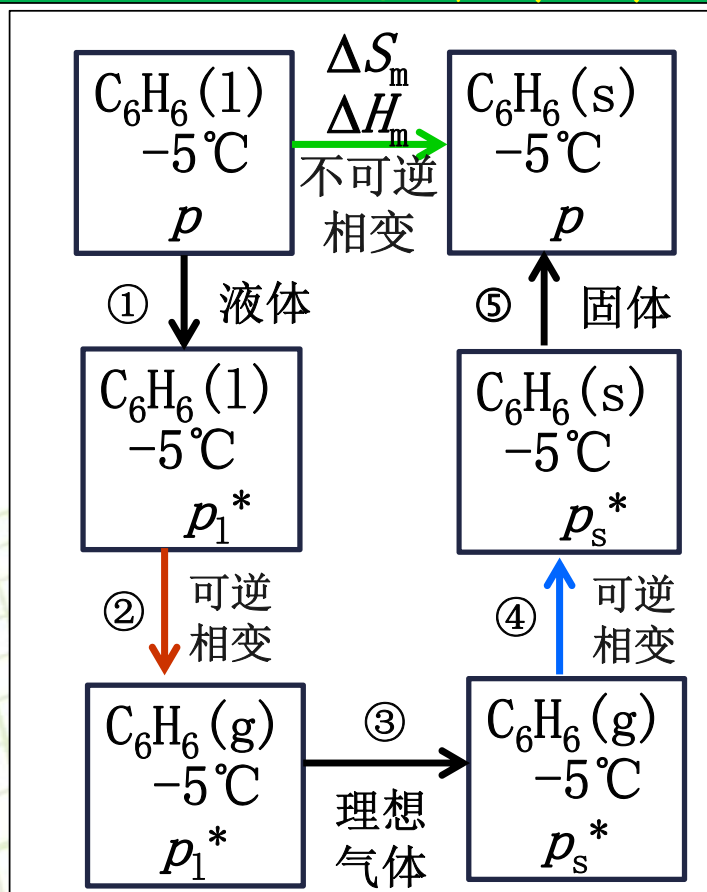 C₆H₆(l)
−5℃
p
ΔSₘ
ΔHₘ
不可逆
相变
C₆H₆(s)
−5℃
p
① 液体
⑤ 固体
C₆H₆(l)
−5℃
pₗ*
C₆H₆(s)
−5℃
pₛ*
② 可逆
相变
④ 可逆
相变
C₆H₆(g)
−5℃
pₗ*
③
理想
气体
C₆H₆(g)
−5℃
pₛ*